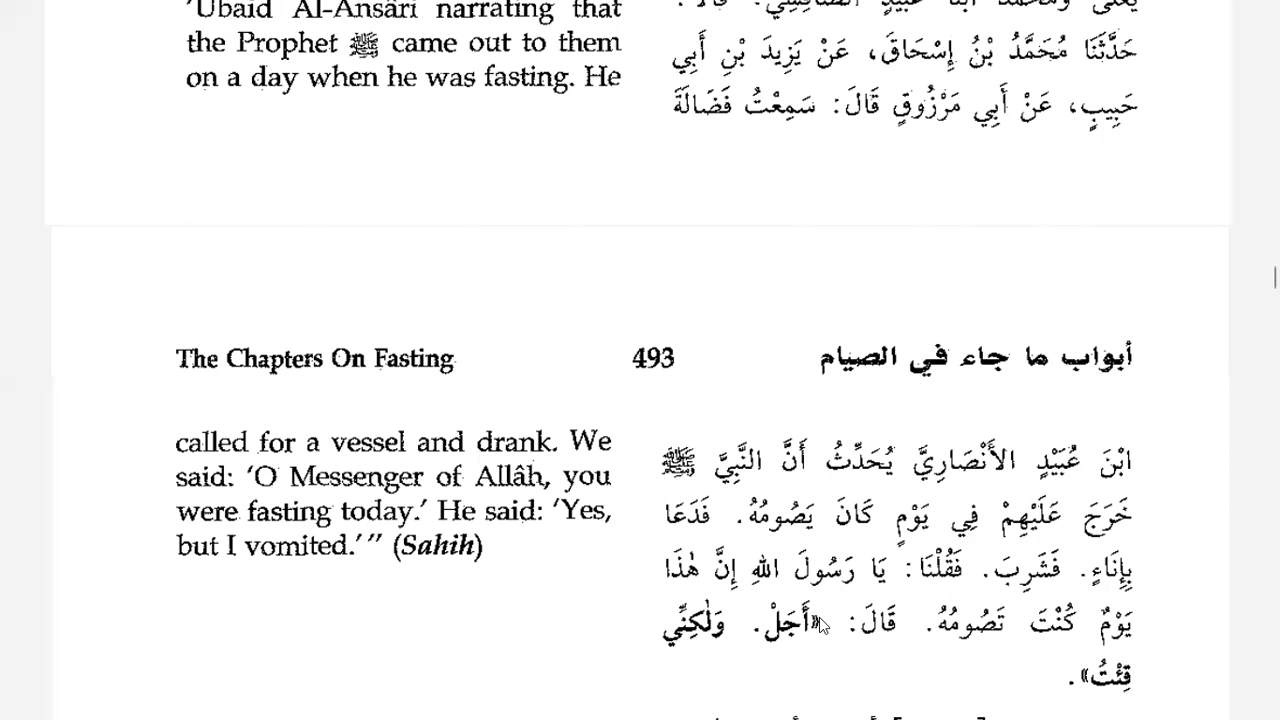 'Ubaid Al-Ansâri narrating that
the Prophet ﷺ came out to them
on a day when he was fasting. He
حَدَّثَنَا مُحَمَّدُ بْنُ إِسْحَاقَ، عَنْ يَزِيدَ بْنِ أَبِي
حَبِيبٍ، عَنْ أَبِي مَرْزُوقٍ قَالَ: سَمِعْتُ فَضَالَةَ
The Chapters On Fasting 493 أبواب ما جاء في الصيام
called for a vessel and drank. We
said: 'O Messenger of Allâh, you
were fasting today.' He said: 'Yes,
but I vomited.'" (Sahih)
ابْنَ عُبَيْدٍ الأَنْصَارِيَّ يُحَدِّثُ أَنَّ النَّبِيَّ ﷺ
خَرَجَ عَلَيْهِمْ فِي يَوْمٍ كَانَ يَصُومُهُ. فَدَعَا
بِإِنَاءٍ. فَشَرِبَ. فَقُلْنَا: يَا رَسُولَ اللهِ إِنَّ هٰذَا
يَوْمٌ كُنْتَ تَصُومُهُ. قَالَ: «أَجَلْ. وَلٰكِنِّي
قِئْتُ».